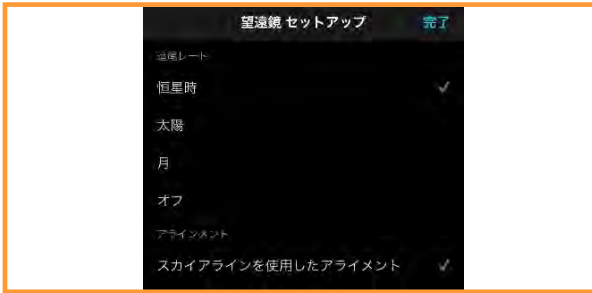 望遠鏡 セットアップ 完了
追尾レート
恒星時
太陽
月
オフ
アラインメント
スカイアラインを使用したアライメント